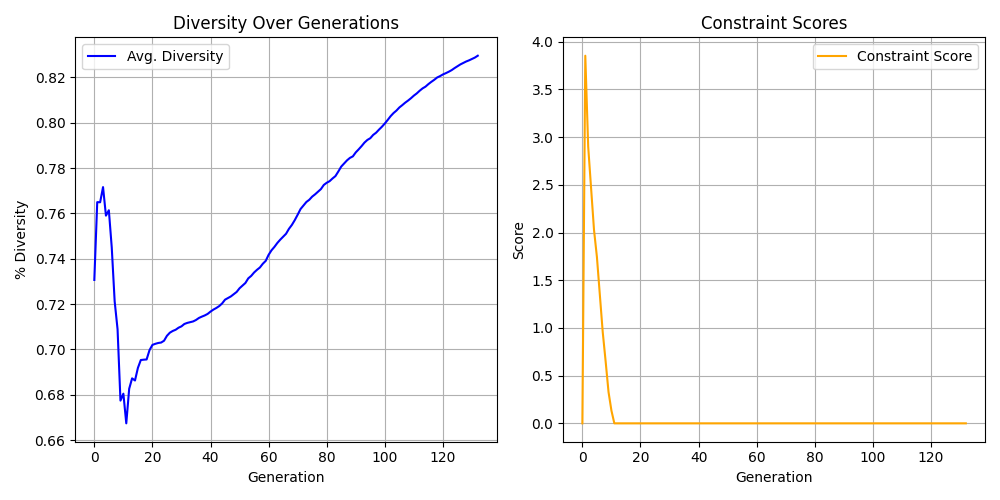 Diversity Over Generations
Avg. Diversity
% Diversity
0.82
0.80
0.78
0.76
0.74
0.72
0.70
0.68
0.66
0 20 40 60 80 100 120
Generation
Constraint Scores
Constraint Score
Score
4.0
3.5
3.0
2.5
2.0
1.5
1.0
0.5
0.0
0 20 40 60 80 100 120
Generation